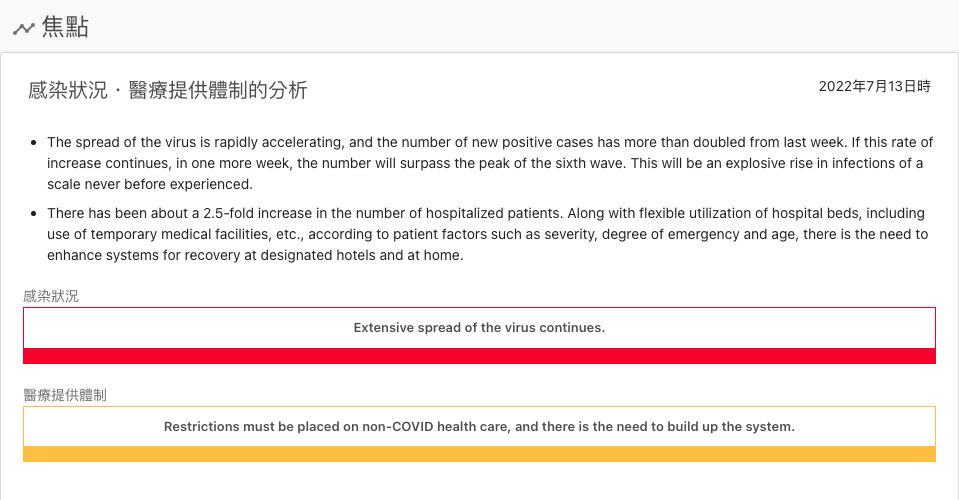 焦點
感染狀況・醫療提供體制的分析
2022年7月13日時
• The spread of the virus is rapidly accelerating, and the number of new positive cases has more than doubled from last week. If this rate of
increase continues, in one more week, the number will surpass the peak of the sixth wave. This will be an explosive rise in infections of a
scale never before experienced.
• There has been about a 2.5-fold increase in the number of hospitalized patients. Along with flexible utilization of hospital beds, including
use of temporary medical facilities, etc., according to patient factors such as severity, degree of emergency and age, there is the need to
enhance systems for recovery at designated hotels and at home.
感染狀況
Extensive spread of the virus continues.
醫療提供體制
Restrictions must be placed on non-COVID health care, and there is the need to build up the system.